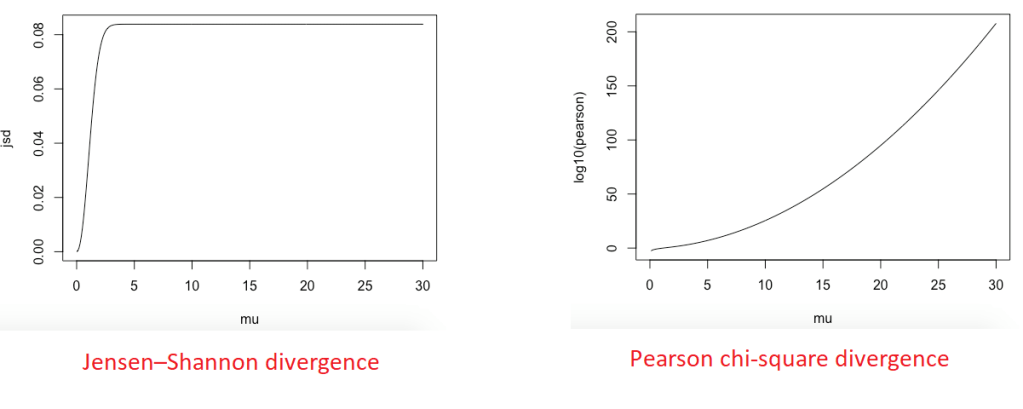 jsd
0.00 0.02 0.04 0.06 0.08
0 5 10 15 20 25 30
mu
Jensen–Shannon divergence
log10(pearson)
0 50 100 150 200
0 5 10 15 20 25 30
mu
Pearson chi-square divergence